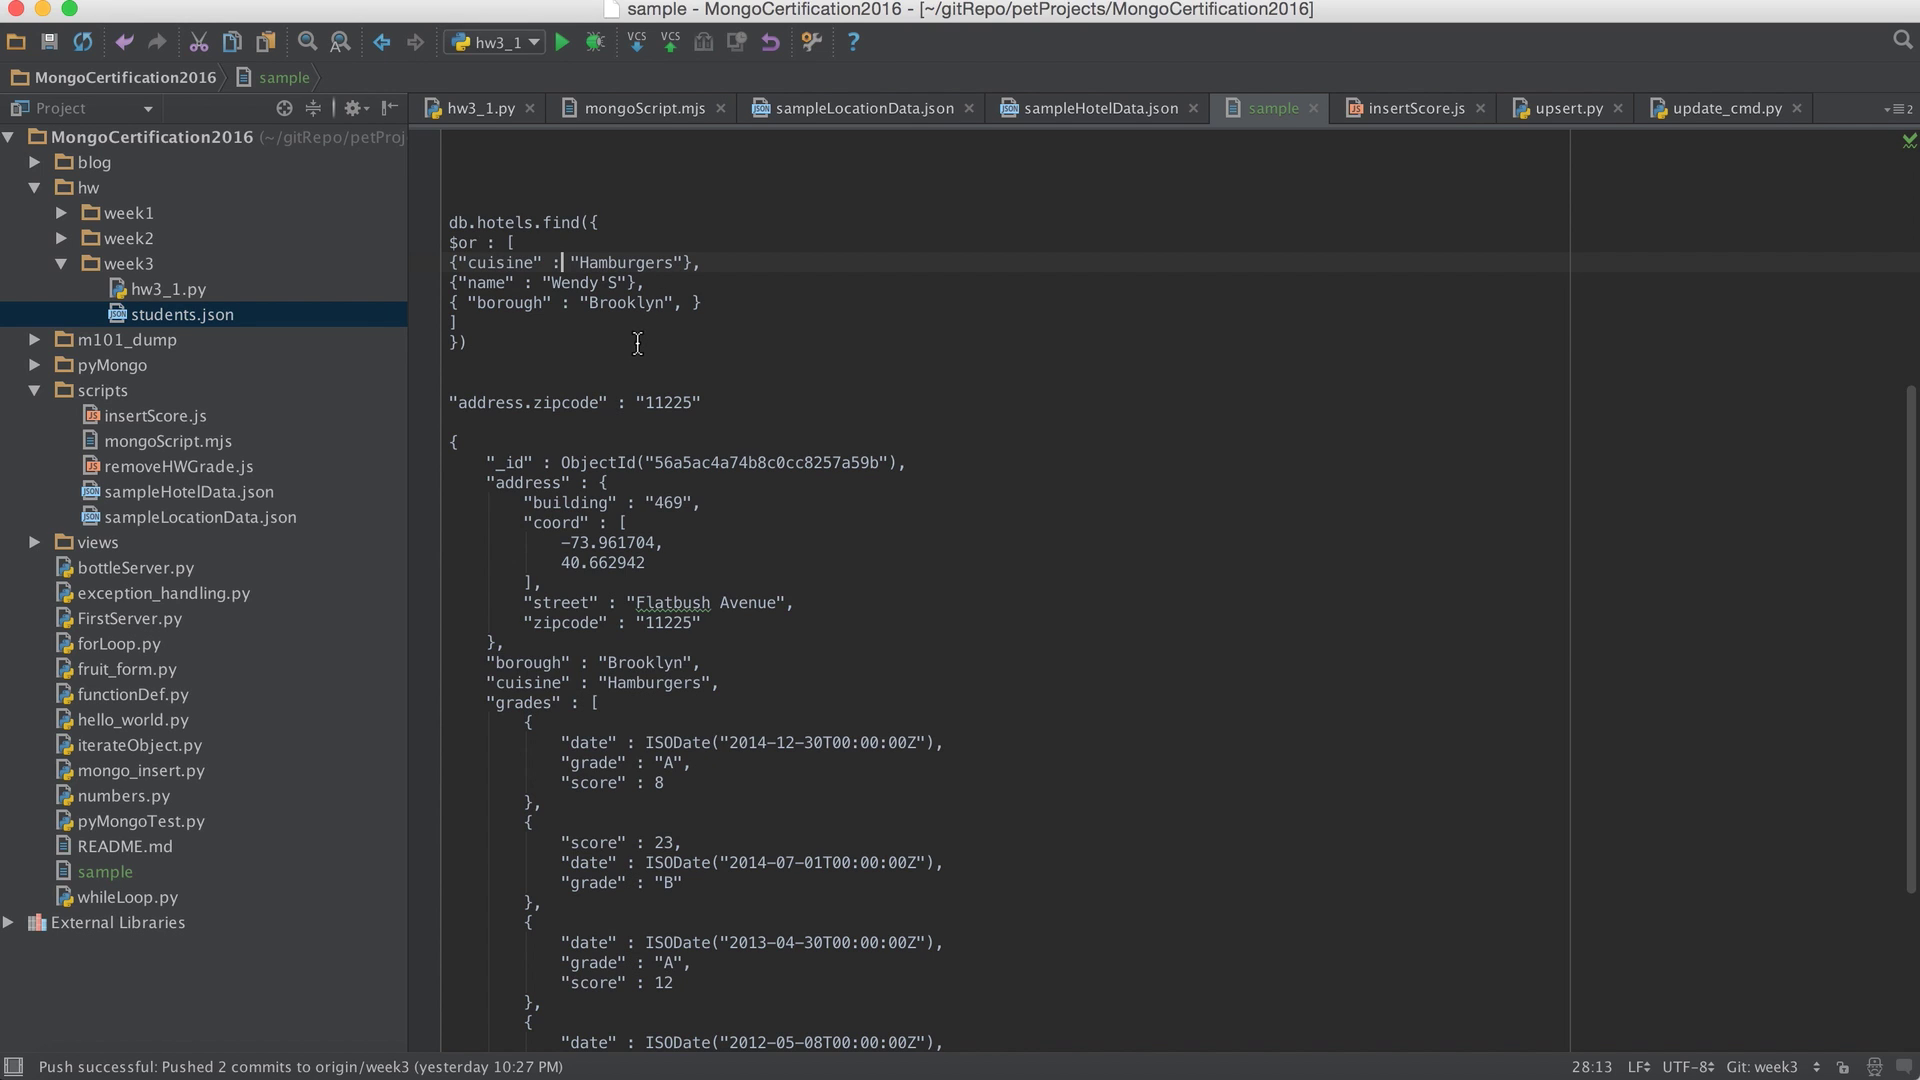 sample - MongoCertification2016 - [~/gitRepo/petProjects/MongoCertification2016]
hw3_1
VCS VCS
MongoCertification2016 sample
Project
hw3_1.py mongoScript.mjs sampleLocationData.json sampleHotelData.json sample insertScore.js upsert.py update_cmd.py 2
MongoCertification2016 (~/gitRepo/petProj
blog
hw
week1
week2
week3
hw3_1.py
students.json
m101_dump
pyMongo
scripts
insertScore.js
mongoScript.mjs
removeHWGrade.js
sampleHotelData.json
sampleLocationData.json
views
bottleServer.py
exception_handling.py
FirstServer.py
forLoop.py
fruit_form.py
functionDef.py
hello_world.py
iterateObject.py
mongo_insert.py
numbers.py
pyMongoTest.py
README.md
sample
whileLoop.py
External Libraries
db.hotels.find({
$or : [
{"cuisine" : "Hamburgers"},
{"name" : "Wendy'S"},
{ "borough" : "Brooklyn", }
]
})
"address.zipcode" : "11225"
{
"_id" : ObjectId("56a5ac4a74b8c0cc8257a59b"),
"address" : {
"building" : "469",
"coord" : [
-73.961704,
40.662942
],
"street" : "Flatbush Avenue",
"zipcode" : "11225"
},
"borough" : "Brooklyn",
"cuisine" : "Hamburgers",
"grades" : [
{
"date" : ISODate("2014-12-30T00:00:00Z"),
"grade" : "A",
"score" : 8
},
{
"score" : 23,
"date" : ISODate("2014-07-01T00:00:00Z"),
"grade" : "B"
},
{
"date" : ISODate("2013-04-30T00:00:00Z"),
"grade" : "A",
"score" : 12
},
{
"date" : ISODate("2012-05-08T00:00:00Z"),
Push successful: Pushed 2 commits to origin/week3 (yesterday 10:27 PM)
28:13 LF UTF-8 Git: week3